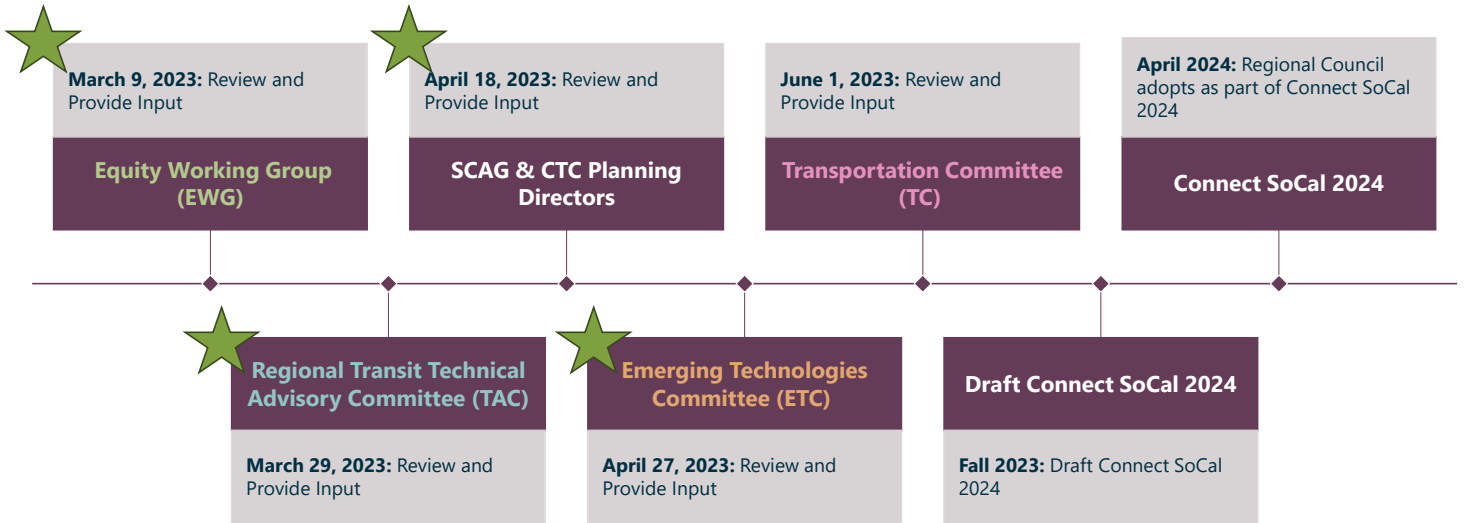 March 9, 2023: Review and
Provide Input
Equity Working Group
(EWG)
April 18, 2023: Review and
Provide Input
SCAG & CTC Planning
Directors
June 1, 2023: Review and
Provide Input
Transportation Committee
(TC)
April 2024: Regional Council
adopts as part of Connect SoCal
2024
Connect SoCal 2024
Regional Transit Technical
Advisory Committee (TAC)
March 29, 2023: Review and
Provide Input
Emerging Technologies
Committee (ETC)
April 27, 2023: Review and
Provide Input
Draft Connect SoCal 2024
Fall 2023: Draft Connect SoCal
2024